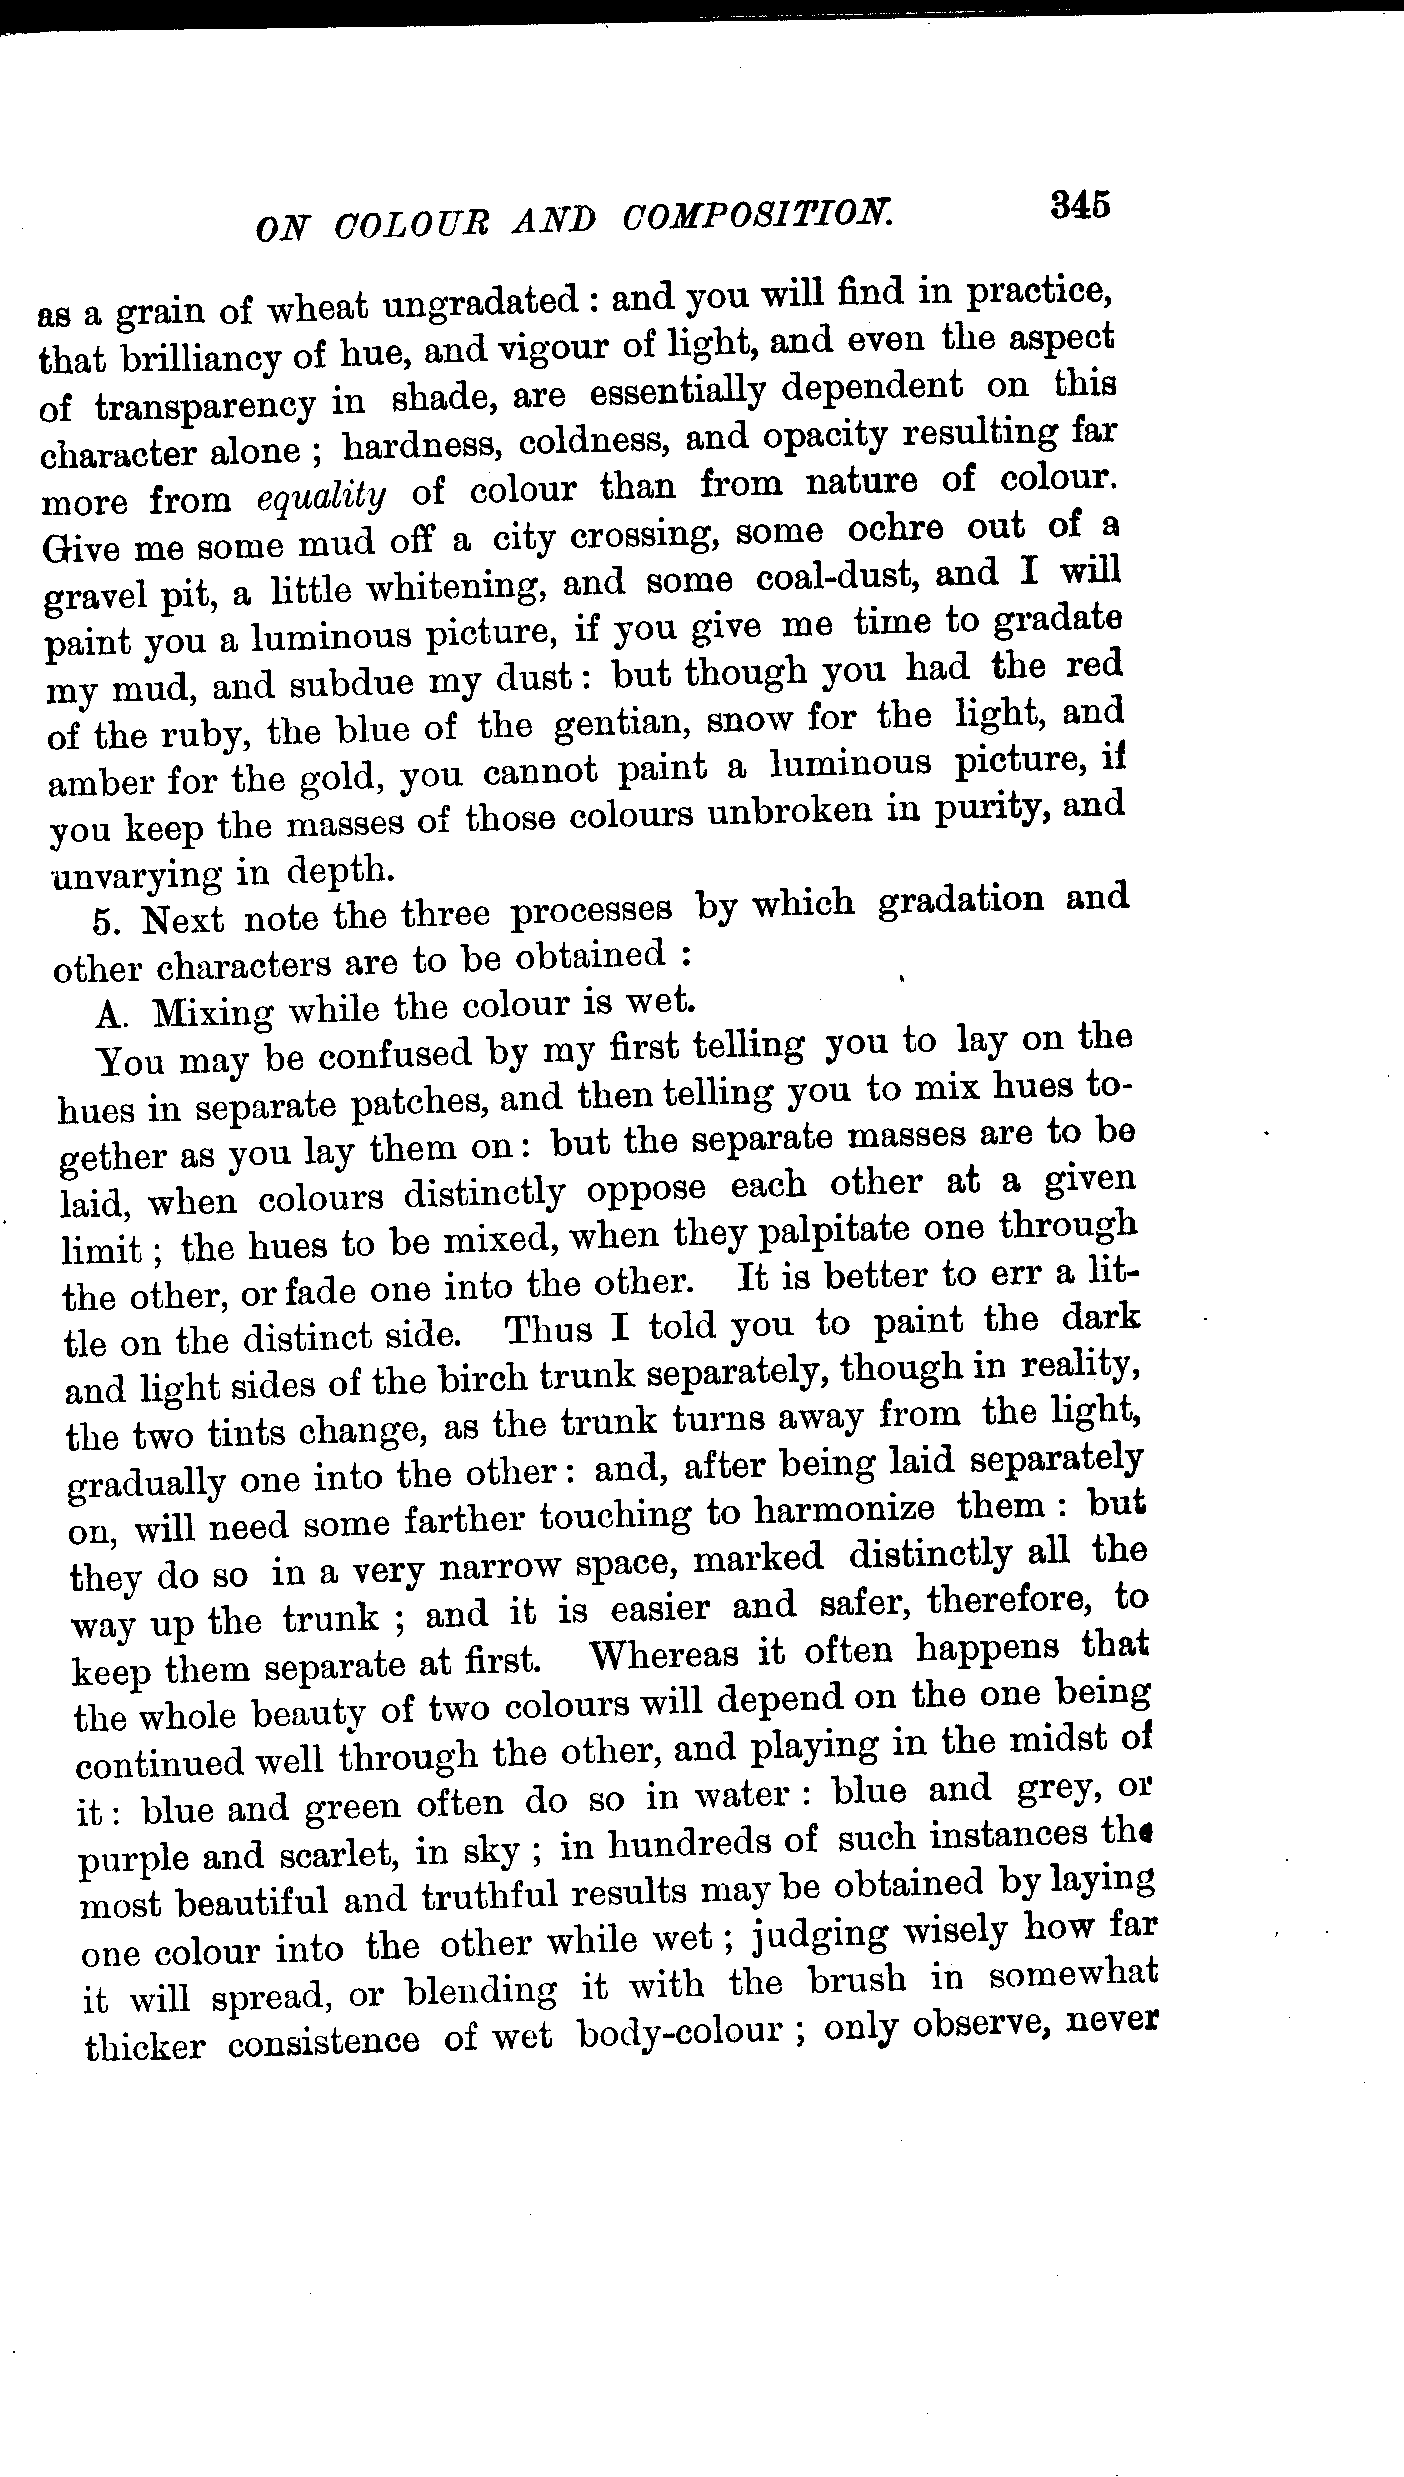 ON COLOUR AND COMPOSITION. 345
as a grain of wheat ungradated : and you will find in practice,
that brilliancy of hue, and vigour of light, and even the aspect
of transparency in shade, are essentially dependent on this
character alone ; hardness, coldness, and opacity resulting far
more from equality of colour than from nature of colour.
Give me some mud off a city crossing, some ochre out of a
gravel pit, a little whitening, and some coal-dust, and I will
paint you a luminous picture, if you give me time to gradate
my mud, and subdue my dust : but though you had the red
of the ruby, the blue of the gentian, snow for the light, and
amber for the gold, you cannot paint a luminous picture, if
you keep the masses of those colours unbroken in purity, and
unvarying in depth.
5. Next note the three processes by which gradation and
other characters are to be obtained :
A. Mixing while the colour is wet.
You may be confused by my first telling you to lay on the
hues in separate patches, and then telling you to mix hues to-
gether as you lay them on : but the separate masses are to be
laid, when colours distinctly oppose each other at a given
limit ; the hues to be mixed, when they palpitate one through
the other, or fade one into the other. It is better to err a lit-
tle on the distinct side. Thus I told you to paint the dark
and light sides of the birch trunk separately, though in reality,
the two tints change, as the trunk turns away from the light,
gradually one into the other : and, after being laid separately
on, will need some farther touching to harmonize them : but
they do so in a very narrow space, marked distinctly all the
way up the trunk ; and it is easier and safer, therefore, to
keep them separate at first. Whereas it often happens that
the whole beauty of two colours will depend on the one being
continued well through the other, and playing in the midst of
it : blue and green often do so in water : blue and grey, or
purple and scarlet, in sky ; in hundreds of such instances the
most beautiful and truthful results may be obtained by laying
one colour into the other while wet ; judging wisely how far
it will spread, or blending it with the brush in somewhat
thicker consistence of wet body-colour ; only observe, never